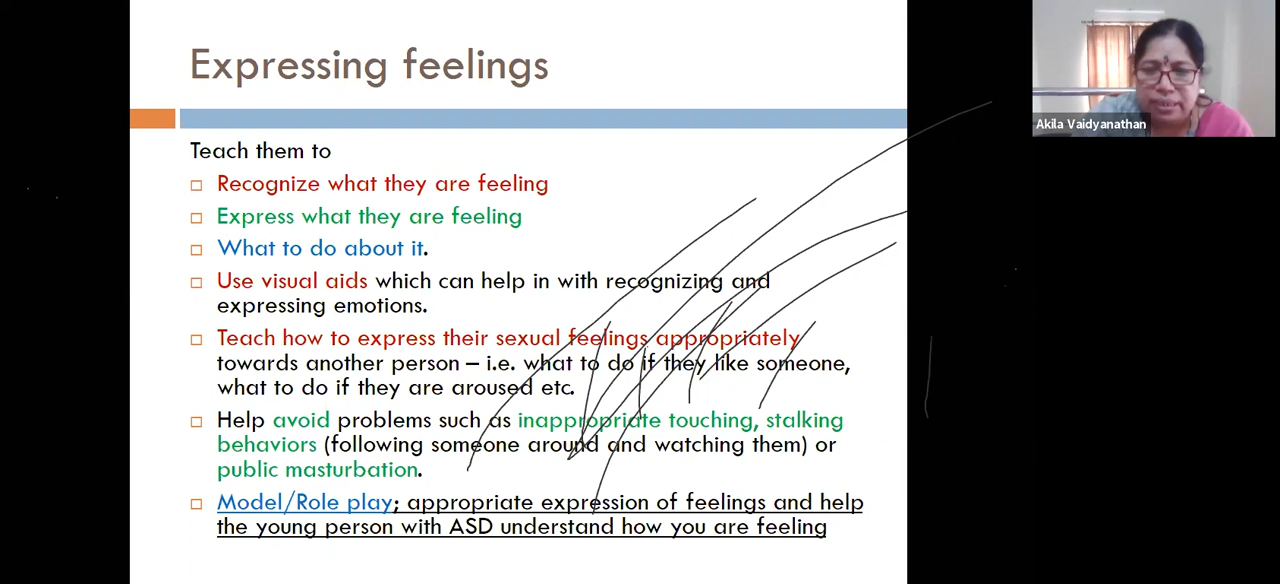 Expressing feelings
Akila Vaidyanathan
Teach them to
Recognize what they are feeling
Express what they are feeling
What to do about it.
Use visual aids which can help in with recognizing and
expressing emotions.
Teach how to express their sexual feelings appropriately
towards another person – i.e. what to do if they like someone,
what to do if they are aroused etc.
Help avoid problems such as inappropriate touching, stalking
behaviors (following someone around and watching them) or
public masturbation.
Model/Role play; appropriate expression of feelings and help
the young person with ASD understand how you are feeling